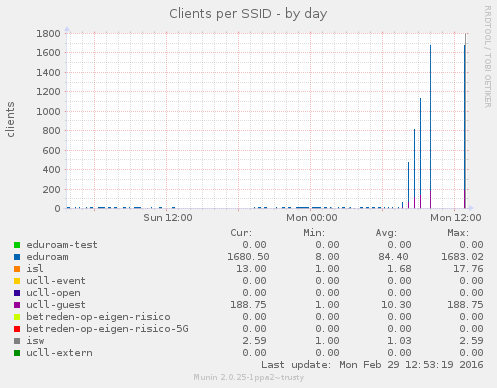 Clients per SSID - by day
RRDTOOL / TOBI OETIKER
clients
1800
1600
1400
1200
1000
800
600
400
200
0
Sun 12:00 Mon 00:00 Mon 12:00
Cur: Min: Avg: Max:
eduroam-test 0.00 0.00 0.00 0.00
eduroam 1680.50 8.00 84.40 1683.02
isl 13.00 1.00 1.68 17.76
ucll-event 0.00 0.00 0.00 0.00
ucll-open 0.00 0.00 0.00 0.00
ucll-guest 188.75 1.00 10.30 188.75
betreden-op-eigen-risico 0.00 0.00 0.00 0.00
betreden-op-eigen-risico-5G 0.00 0.00 0.00 0.00
isw 2.59 1.00 1.03 2.59
ucll-extern 0.00 0.00 0.00 0.00
Last update: Mon Feb 29 12:53:19 2016
Munin 2.0.25-1ppa2~trusty